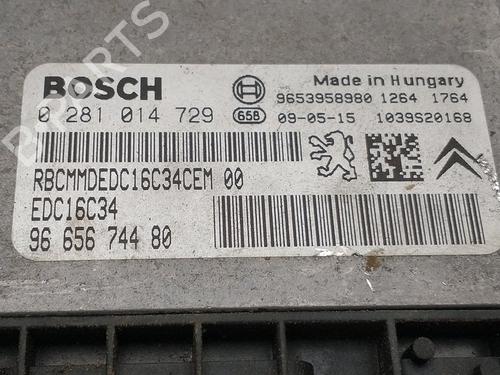 BOSCH
Made in Hungary
9653958980 1264 1764
0 281 014 729
658
09-05-15 1039S20168
RBCMMDEDC16C34CEM 00
EDC16C34
96 656 744 80
B-PARTS